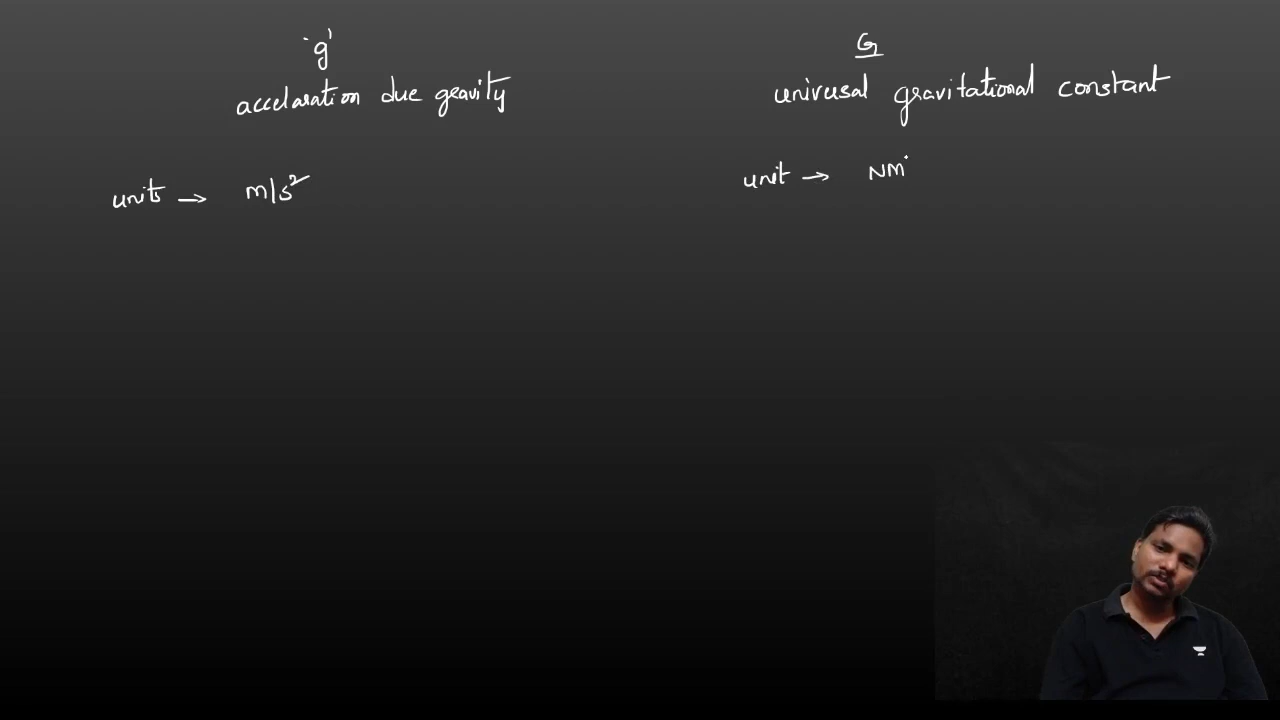 'g'
accelaration due gravity
units → m/s²
G
universal gravitational constant
unit → NM